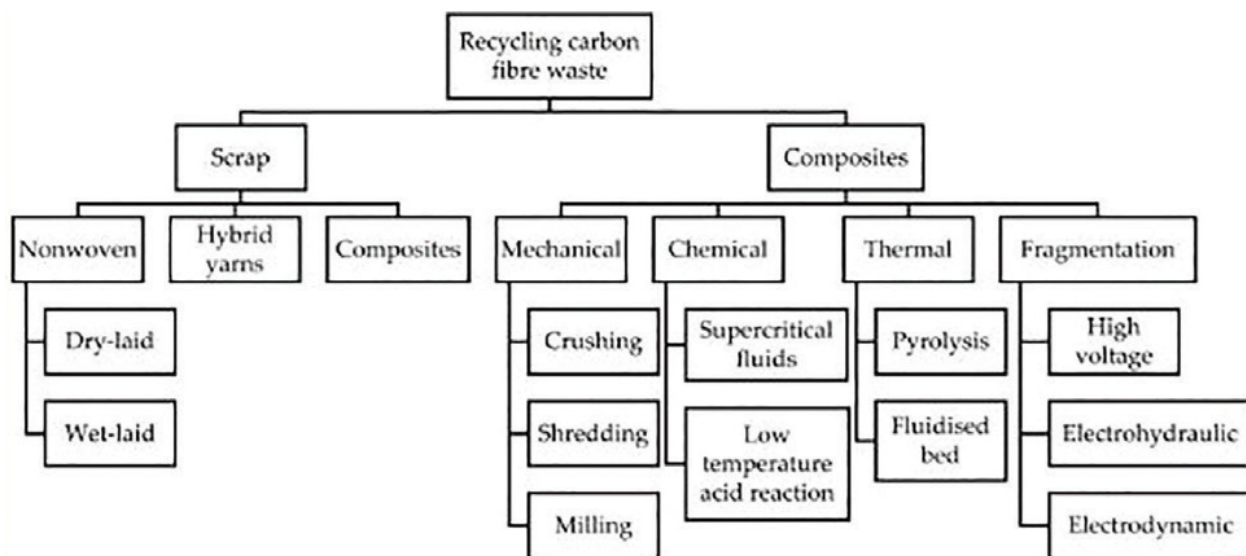 Recycling carbon
fibre waste
Scrap
Composites
Nonwoven
Hybrid
yarns
Composites
Mechanical
Chemical
Thermal
Fragmentation
Dry-laid
Wet-laid
Crushing
Shredding
Milling
Supercritical
fluids
Low
temperature
acid reaction
Pyrolysis
Fluidised
bed
High
voltage
Electrohydraulic
Electrodynamic